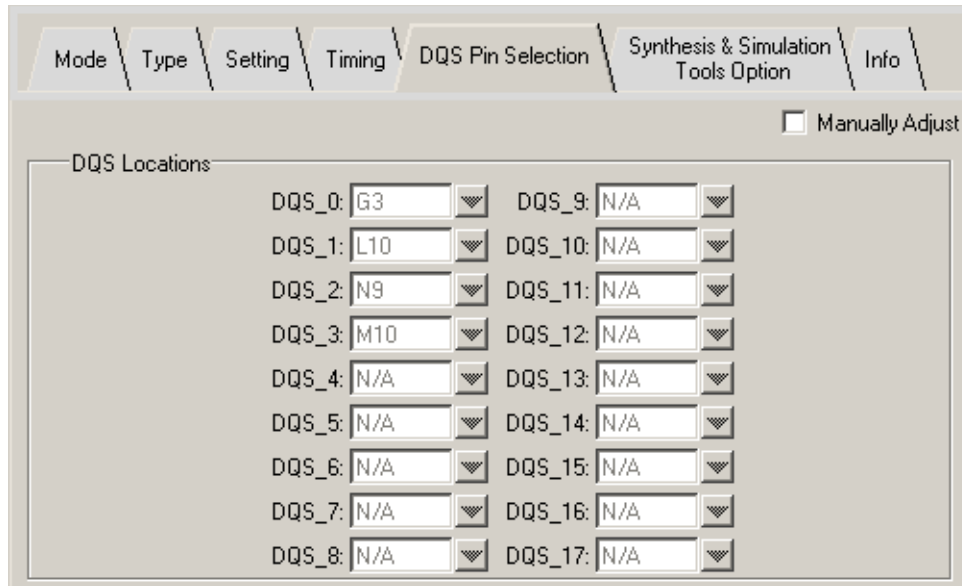 Mode Type Setting Timing DQS Pin Selection Synthesis & Simulation Tools Option Info
Manually Adjust
DQS Locations
DQS_0: G3 DQS_9: N/A
DQS_1: L10 DQS_10: N/A
DQS_2: N9 DQS_11: N/A
DQS_3: M10 DQS_12: N/A
DQS_4: N/A DQS_13: N/A
DQS_5: N/A DQS_14: N/A
DQS_6: N/A DQS_15: N/A
DQS_7: N/A DQS_16: N/A
DQS_8: N/A DQS_17: N/A